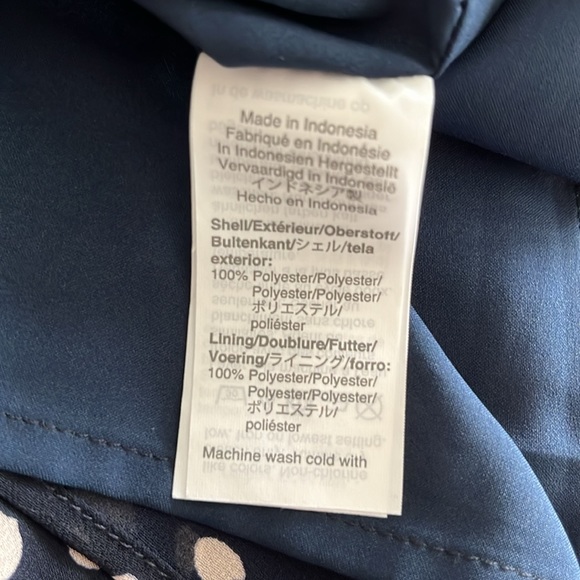 Made in Indonesia
Fabriqué en Indonésie
In Indonesien Hergestellt
Vervaardigd in Indonesië
インドネシア製
Hecho en Indonesia
Shell/Extérieur/Oberstoff/
Buitenkant/シェル/tela
exterior:
100% Polyester/Polyester/
Polyester/Polyester/
ポリエステル/
poliéster
Lining/Doublure/Futter/
Voering/ライニング/forro:
100% Polyester/Polyester/
Polyester/Polyester/
ポリエステル/
poliéster
Machine wash cold with